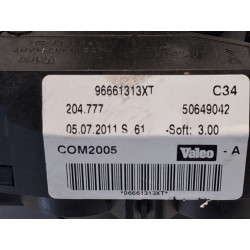 96661313XT C34
204.777 50649042
05.07.2011 S 61 -Soft: 3.00
COM2005 Valeo - A
*96661313XT*